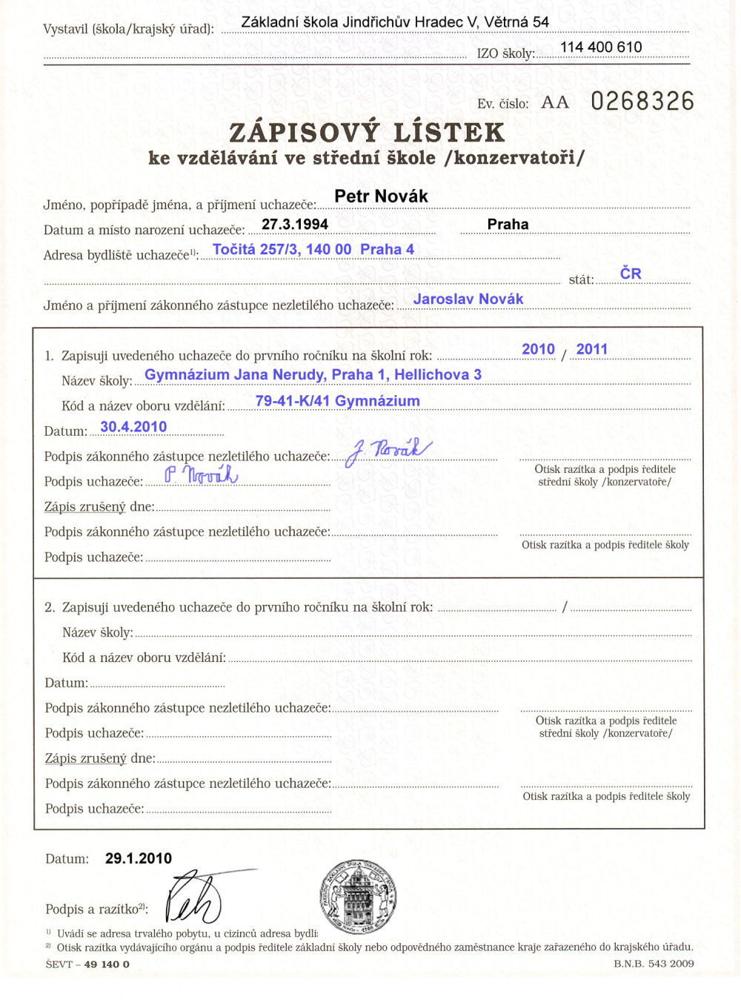 Vystavil (škola/krajský úřad): Základní škola Jindřichův Hradec V, Větrná 54
IZO školy: 114 400 610
Ev. číslo: AA 0268326
ZÁPISOVÝ LÍSTEK
ke vzdělávání ve střední škole /konzervatoři/
Jméno, popřípadě jména, a příjmení uchazeče: Petr Novák
Datum a místo narození uchazeče: 27.3.1994 Praha
Adresa bydliště uchazeče¹⁾: Točitá 257/3, 140 00 Praha 4
stát: ČR
Jméno a příjmení zákonného zástupce nezletilého uchazeče: Jaroslav Novák
1. Zapisuji uvedeného uchazeče do prvního ročníku na školní rok: 2010 / 2011
Název školy: Gymnázium Jana Nerudy, Praha 1, Hellichova 3
Kód a název oboru vzdělání: 79-41-K/41 Gymnázium
Datum: 30.4.2010
Podpis zákonného zástupce nezletilého uchazeče: J. Novák
Otisk razítka a podpis ředitele
střední školy /konzervatoře/
Podpis uchazeče: P. Novák
Zápis zrušený dne:
Podpis zákonného zástupce nezletilého uchazeče:
Otisk razítka a podpis ředitele školy
Podpis uchazeče:
2. Zapisuji uvedeného uchazeče do prvního ročníku na školní rok: /
Název školy:
Kód a název oboru vzdělání:
Datum:
Podpis zákonného zástupce nezletilého uchazeče:
Otisk razítka a podpis ředitele
střední školy /konzervatoře/
Podpis uchazeče:
Zápis zrušený dne:
Podpis zákonného zástupce nezletilého uchazeče:
Otisk razítka a podpis ředitele školy
Podpis uchazeče:
Datum: 29.1.2010
Podpis a razítko²⁾:
¹⁾ Uvádí se adresa trvalého pobytu, u cizinců adresa bydli
²⁾ Otisk razítka vydávajícího orgánu a podpis ředitele základní školy nebo odpovědného zaměstnance kraje zařazeného do krajského úřadu.
SEVT – 49 140 0
B.N.B. 543 2009